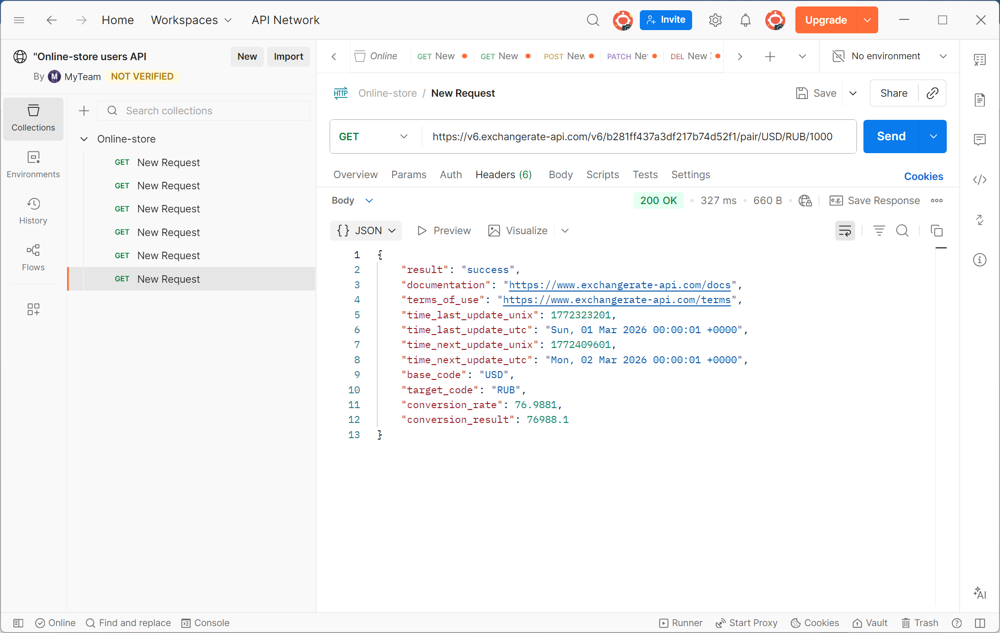 Home Workspaces API Network Invite Upgrade
"Online-store users API New Import
By M MyTeam NOT VERIFIED
Online GET New GET New POST New PATCH Ne DEL New No environment
HTTP Online-store / New Request Save Share
Collections
Search collections
Online-store
GET New Request
GET New Request
GET New Request
GET New Request
GET New Request
GET New Request
Environments
History
Flows
GET https://v6.exchangerate-api.com/v6/b281ff437a3df217b74d52f1/pair/USD/RUB/1000 Send
Overview Params Auth Headers (6) Body Scripts Tests Settings Cookies
Body 200 OK 327 ms 660 B e.g. Save Response
{} JSON Preview Visualize
1 {
2 "result": "success",
3 "documentation": "https://www.exchangerate-api.com/docs",
4 "terms_of_use": "https://www.exchangerate-api.com/terms",
5 "time_last_update_unix": 1772323201,
6 "time_last_update_utc": "Sun, 01 Mar 2026 00:00:01 +0000",
7 "time_next_update_unix": 1772409601,
8 "time_next_update_utc": "Mon, 02 Mar 2026 00:00:01 +0000",
9 "base_code": "USD",
10 "target_code": "RUB",
11 "conversion_rate": 76.9881,
12 "conversion_result": 76988.1
13 }
AI
Online Find and replace Console Runner Start Proxy Cookies Vault Trash